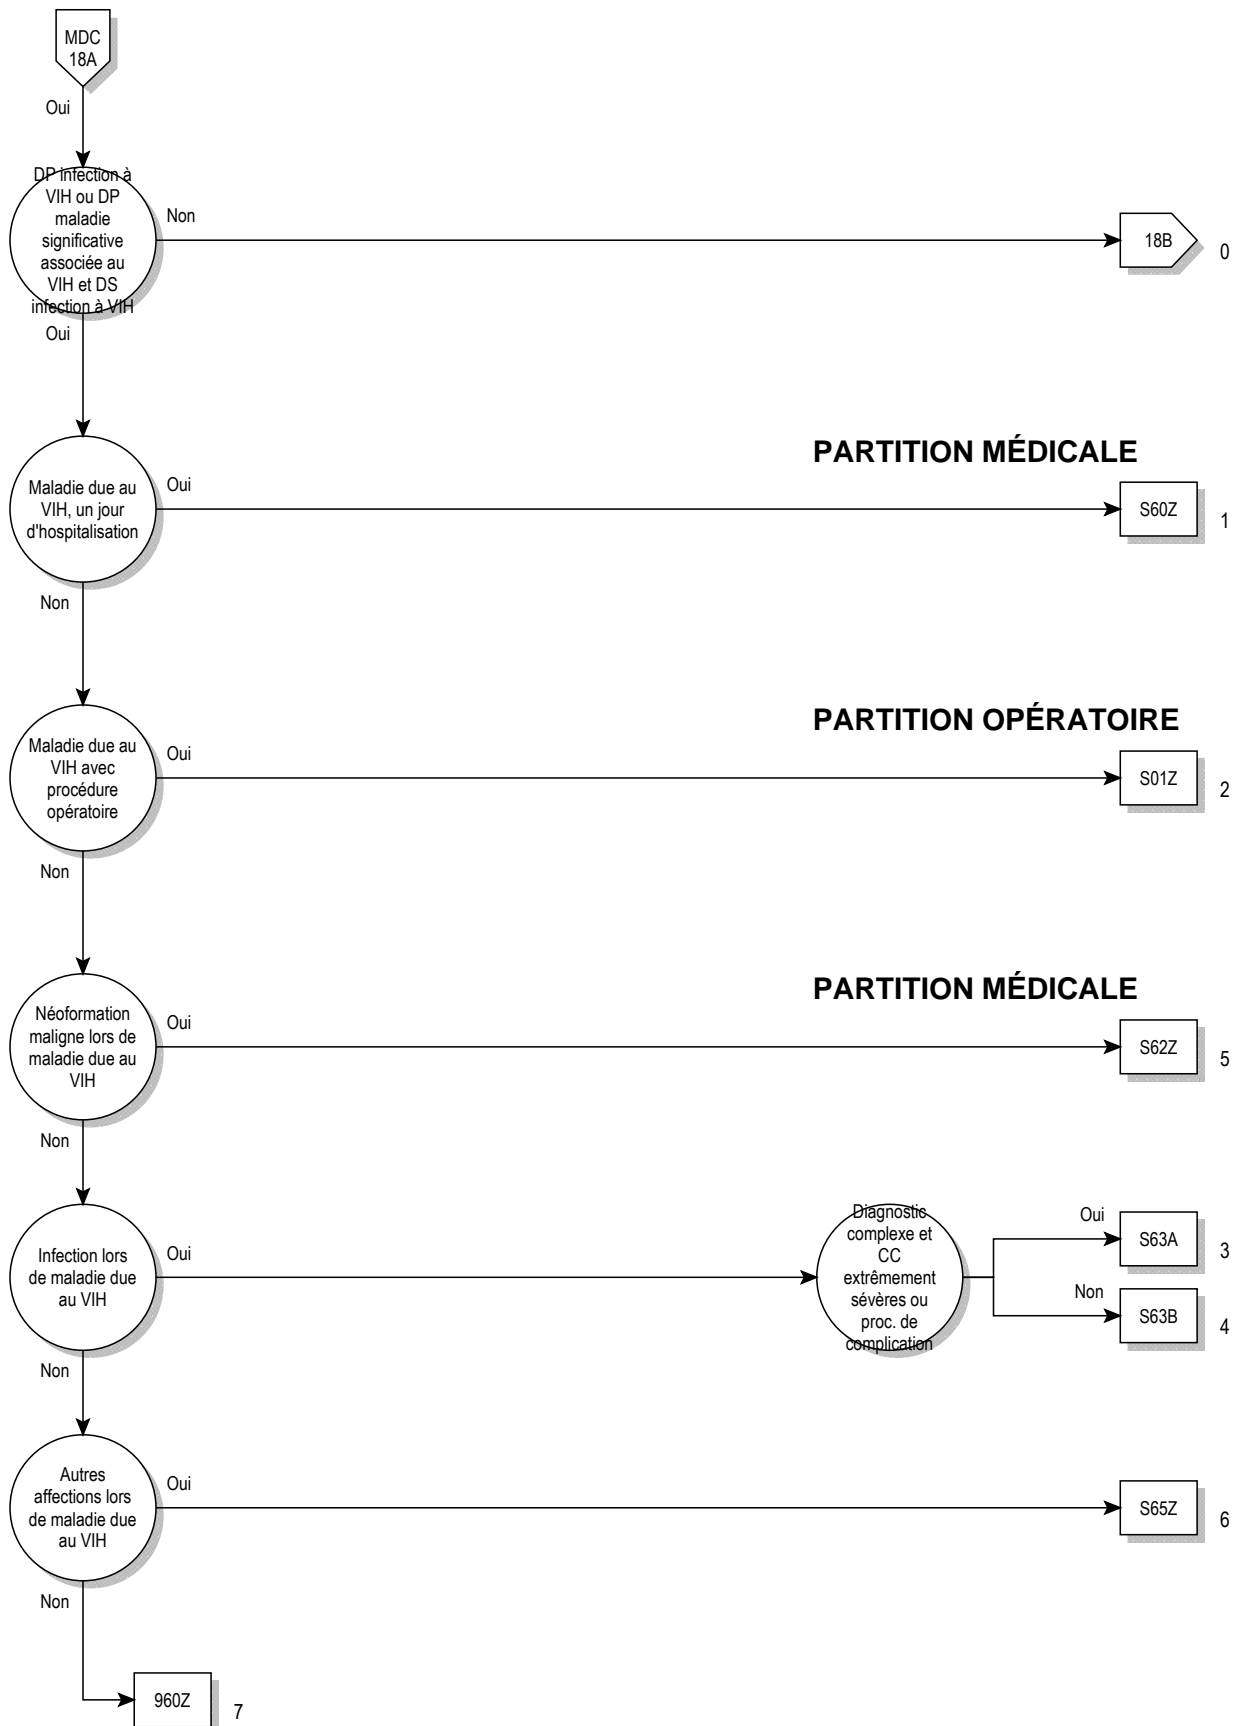 MDC
18A
Oui
DP infection à
VIH ou DP
maladie
significative
associée au
VIH et DS
infection à VIH
Non
18B
0
Oui
PARTITION MÉDICALE
Maladie due au
VIH, un jour
d'hospitalisation
Oui
S60Z
1
Non
PARTITION OPÉRATOIRE
Maladie due au
VIH avec
procédure
opératoire
Oui
S01Z
2
Non
PARTITION MÉDICALE
Néoformation
maligne lors de
maladie due au
VIH
Oui
S62Z
5
Non
Infection lors
de maladie due
au VIH
Oui
Diagnostic
complexe et
CC
extrêmement
sévères ou
proc. de
complication
Oui
S63A
3
Non
S63B
4
Non
Autres
affections lors
de maladie due
au VIH
Oui
S65Z
6
Non
960Z
7